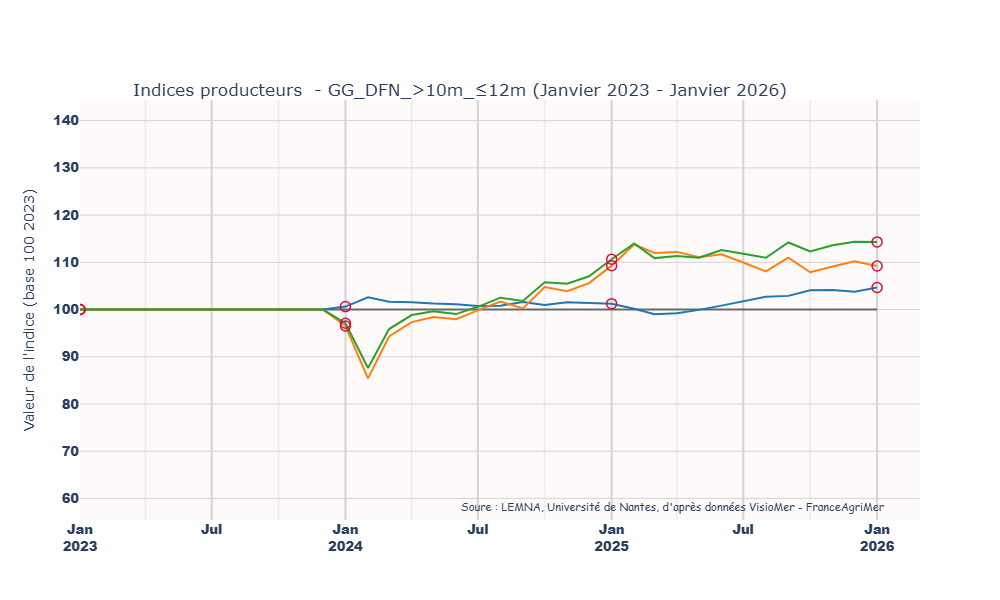 Indices producteurs  - GG_DFN_>10m_≤12m (Janvier 2023 - Janvier 2026)
Valeur de l'indice (base 100 2023)
140
130
120
110
100
90
80
70
60
Soure : LEMNA, Université de Nantes, d'après données VisioMer - FranceAgriMer
Jan Jul Jan Jul Jan Jul Jan
2023 2024 2025 2026